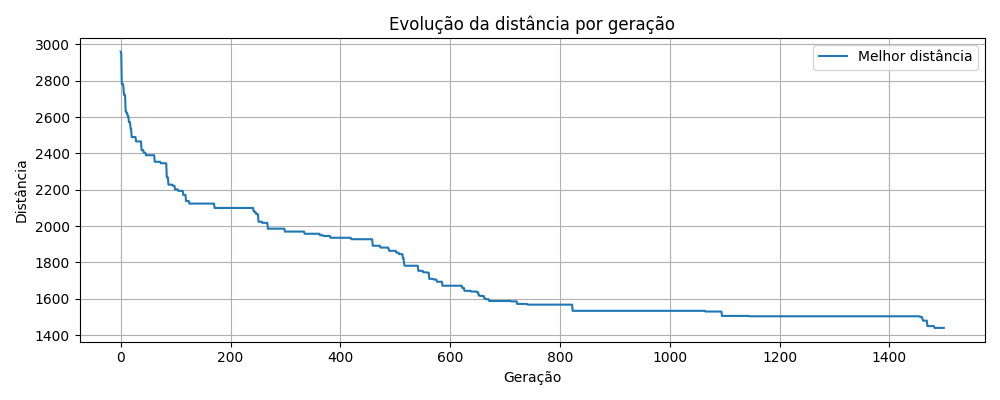 Evolução da distância por geração
Melhor distância
3000
2800
2600
2400
2200
2000
1800
1600
1400
Distância
0 200 400 600 800 1000 1200 1400
Geração